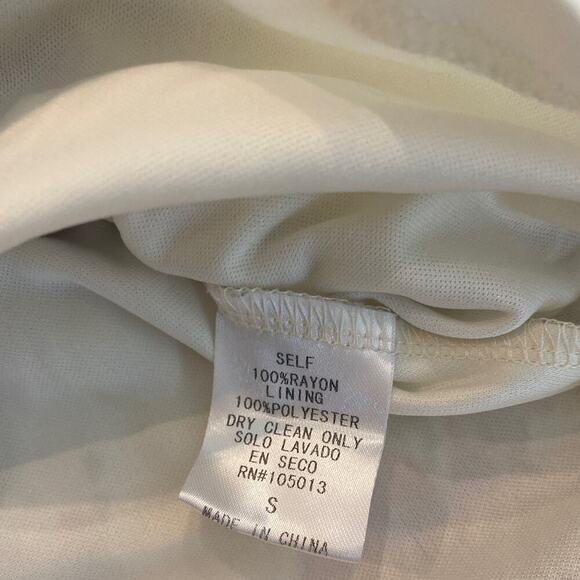 SELF
100%RAYON
LINING
100%POLYESTER
DRY CLEAN ONLY
SOLO LAVADO
EN SECO
RN#105013
S
MADE IN CHINA